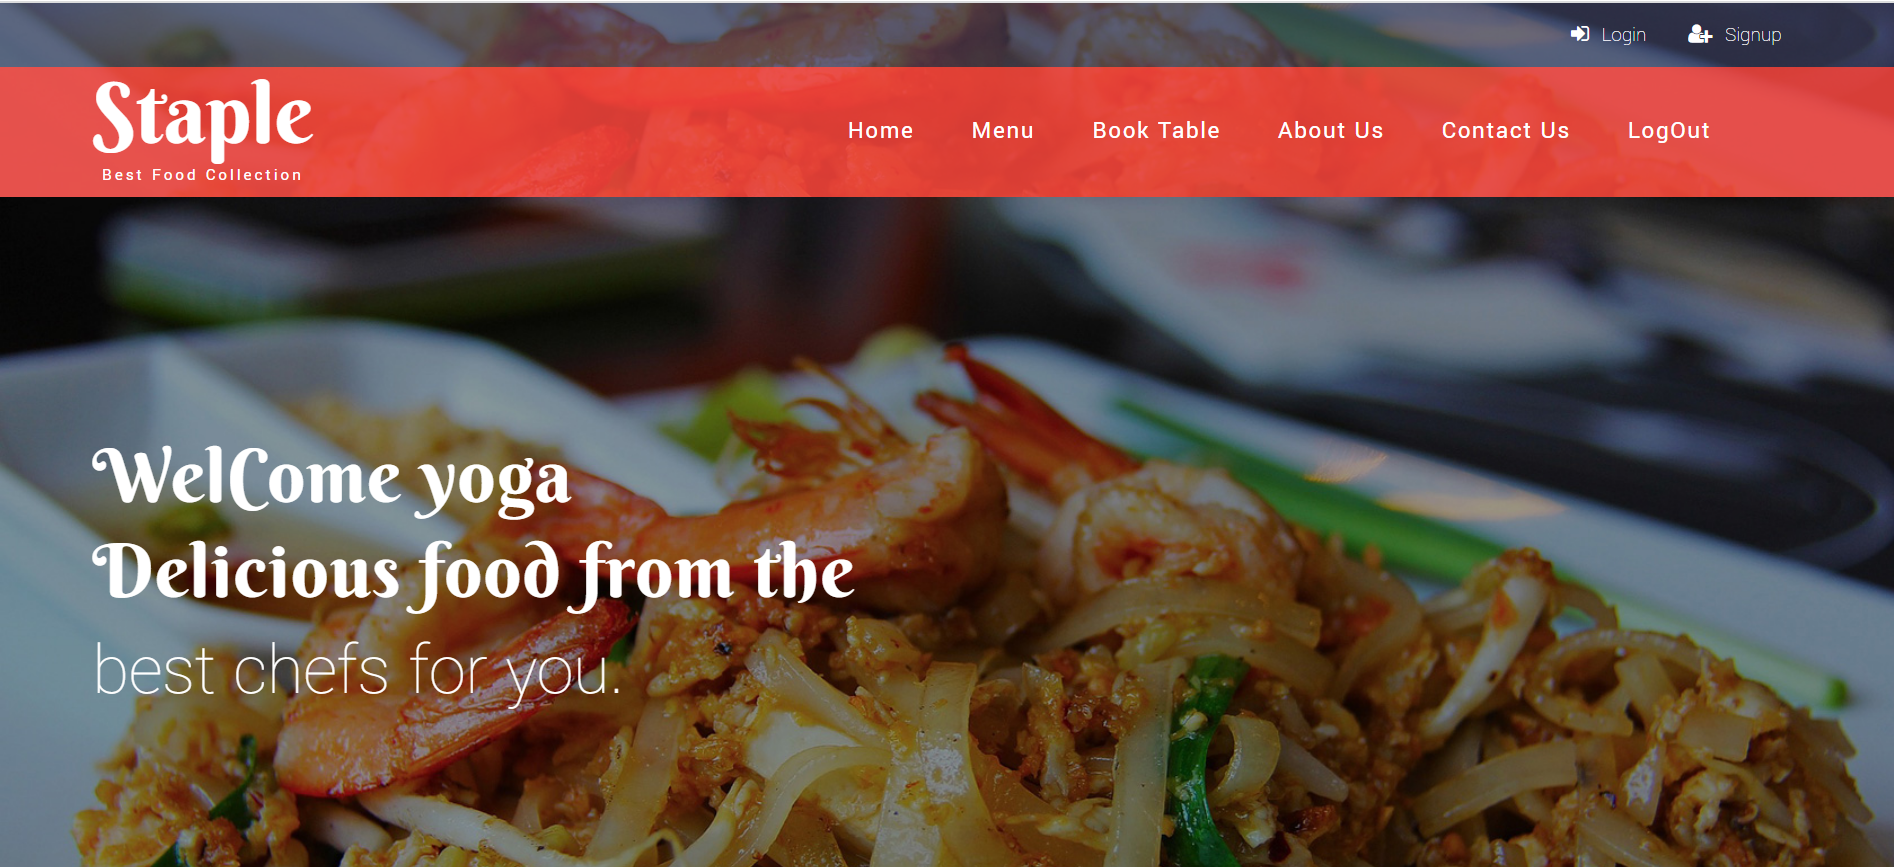 Login Signup
Staple
Best Food Collection
Home Menu Book Table About Us Contact Us LogOut
WelCome yoga
Delicious food from the
best chefs for you.